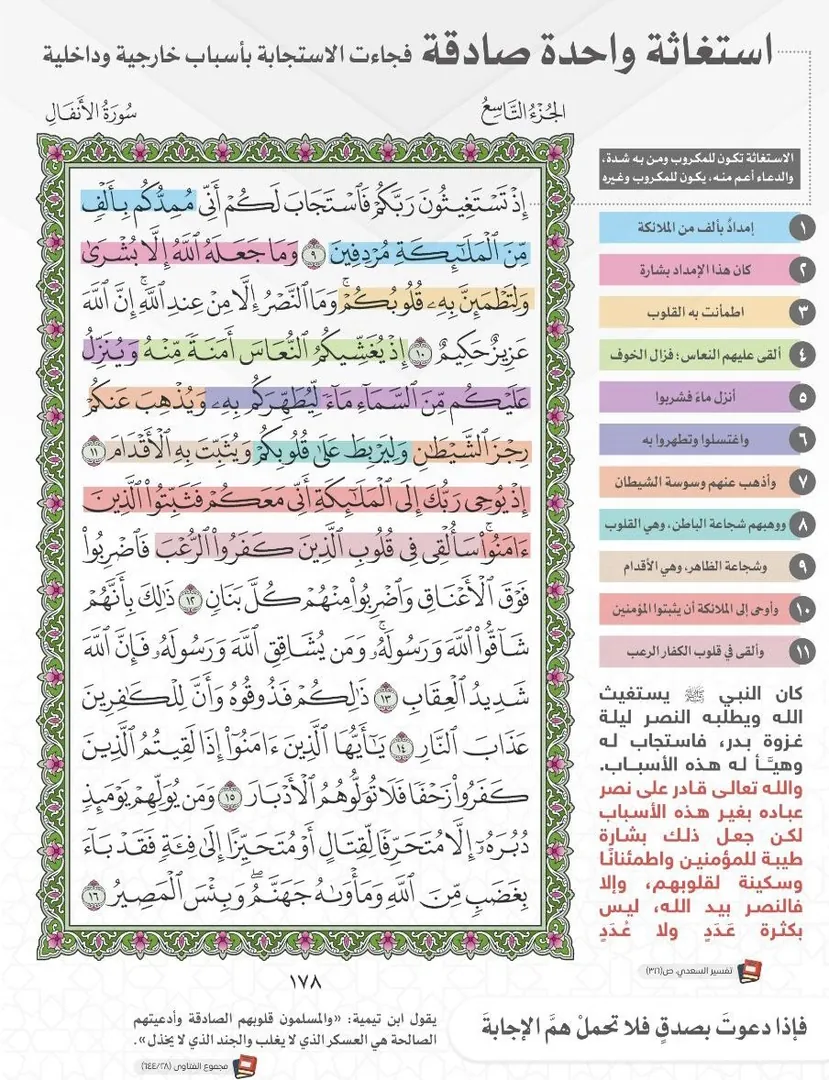 استغاثة واحدة صادقة فجاءت الاستجابة بأسباب خارجية وداخلية
الجُزْءُ التَّاسِعُ
سُورَةُ الأَنفَالِ
الاستغاثة تكون للمكروب ومن به شدة،
والدعاء أعم منه، يكون للمكروب وغيره
١ إمدادٌ بألف من الملائكة
٢ كان هذا الإمداد بشارة
٣ اطمأنت به القلوب
٤ ألقى عليهم النعاس؛ فزال الخوف
٥ أنزل ماءً فشربوا
٦ واغتسلوا وتطهروا به
٧ وأذهب عنهم وسوسة الشيطان
٨ ووهبهم شجاعة الباطن، وهي القلوب
٩ وشجاعة الظاهر، وهي الأقدام
١٠ وأوحى إلى الملائكة أن يثبتوا المؤمنين
١١ وألقى في قلوب الكفار الرعب
إِذْ تَسْتَغِيثُونَ رَبَّكُمْ فَٱسْتَجَابَ لَكُمْ أَنِّى مُمِدُّكُم بِأَلْفٍ
مِّنَ ٱلْمَلَٰٓئِكَةِ مُرْدِفِينَ ٩ وَمَا جَعَلَهُ ٱللَّهُ إِلَّا بُشْرَىٰ
وَلِتَطْمَئِنَّ بِهِۦ قُلُوبُكُمْ ۚ وَمَا ٱلنَّصْرُ إِلَّا مِنْ عِندِ ٱللَّهِ ۚ إِنَّ ٱللَّهَ
عَزِيزٌ حَكِيمٌ ١٠ إِذْ يُغَشِّيكُمُ ٱلنُّعَاسَ أَمَنَةً مِّنْهُ وَيُنَزِّلُ
عَلَيْكُم مِّنَ ٱلسَّمَآءِ مَآءً لِّيُطَهِّرَكُم بِهِۦ وَيُذْهِبَ عَنكُمْ
رِجْزَ ٱلشَّيْطَٰنِ وَلِيَرْبِطَ عَلَىٰ قُلُوبِكُمْ وَيُثَبِّتَ بِهِ ٱلْأَقْدَامَ ١١
إِذْ يُوحِى رَبُّكَ إِلَى ٱلْمَلَٰٓئِكَةِ أَنِّى مَعَكُمْ فَثَبِّتُوا۟ ٱلَّذِينَ
ءَامَنُوا۟ ۚ سَأُلْقِى فِى قُلُوبِ ٱلَّذِينَ كَفَرُوا۟ ٱلرُّعْبَ فَٱضْرِبُوا۟
فَوْقَ ٱلْأَعْنَاقِ وَٱضْرِبُوا۟ مِنْهُمْ كُلَّ بَنَانٍ ١٢ ذَٰلِكَ بِأَنَّهُمْ
شَآقُّوا۟ ٱللَّهَ وَرَسُولَهُۥ ۚ وَمَن يُشَاقِقِ ٱللَّهَ وَرَسُولَهُۥ فَإِنَّ ٱللَّهَ
شَدِيدُ ٱلْعِقَابِ ١٣ ذَٰلِكُمْ فَذُوقُوهُ وَأَنَّ لِلْكَٰفِرِينَ
عَذَابَ ٱلنَّارِ ١٤ يَٰٓأَيُّهَا ٱلَّذِينَ ءَامَنُوٓا۟ إِذَا لَقِيتُمُ ٱلَّذِينَ
كَفَرُوا۟ زَحْفًا فَلَا تُوَلُّوهُمُ ٱلْأَدْبَارَ ١٥ وَمَن يُوَلِّهِمْ يَوْمَئِذٍ
دُبُرَهُۥٓ إِلَّا مُتَحَرِّفًا لِّقِتَالٍ أَوْ مُتَحَيِّزًا إِلَىٰ فِئَةٍ فَقَدْ بَآءَ
بِغَضَبٍ مِّنَ ٱللَّهِ وَمَأْوَىٰهُ جَهَنَّمُ ۖ وَبِئْسَ ٱلْمَصِيرُ ١٦
١٧٨
كان النبي ﷺ يستغيث
الله ويطلبه النصر ليلة
غزوة بدر، فاستجاب له
وهيَّأ له هذه الأسباب.
والله تعالى قادر على نصر
عباده بغير هذه الأسباب
لكن جعل ذلك بشارة
طيبة للمؤمنين واطمئنانًا
وسكينة لقلوبهم، وإلا
فالنصر بيد الله، ليس
بكثرة عَدَدٍ ولا عُدَدٍ
تفسير السعدي، ص(٣٢٦)
فإذا دعوتَ بصدقٍ فلا تحملْ همَّ الإجابةَ
يقول ابن تيمية: «والمسلمون قلوبهم الصادقة وأدعيتهم
الصالحة هي العسكر الذي لا يغلب والجند الذي لا يخذل».
مجموع الفتاوى (٦٤٤/٢٨)